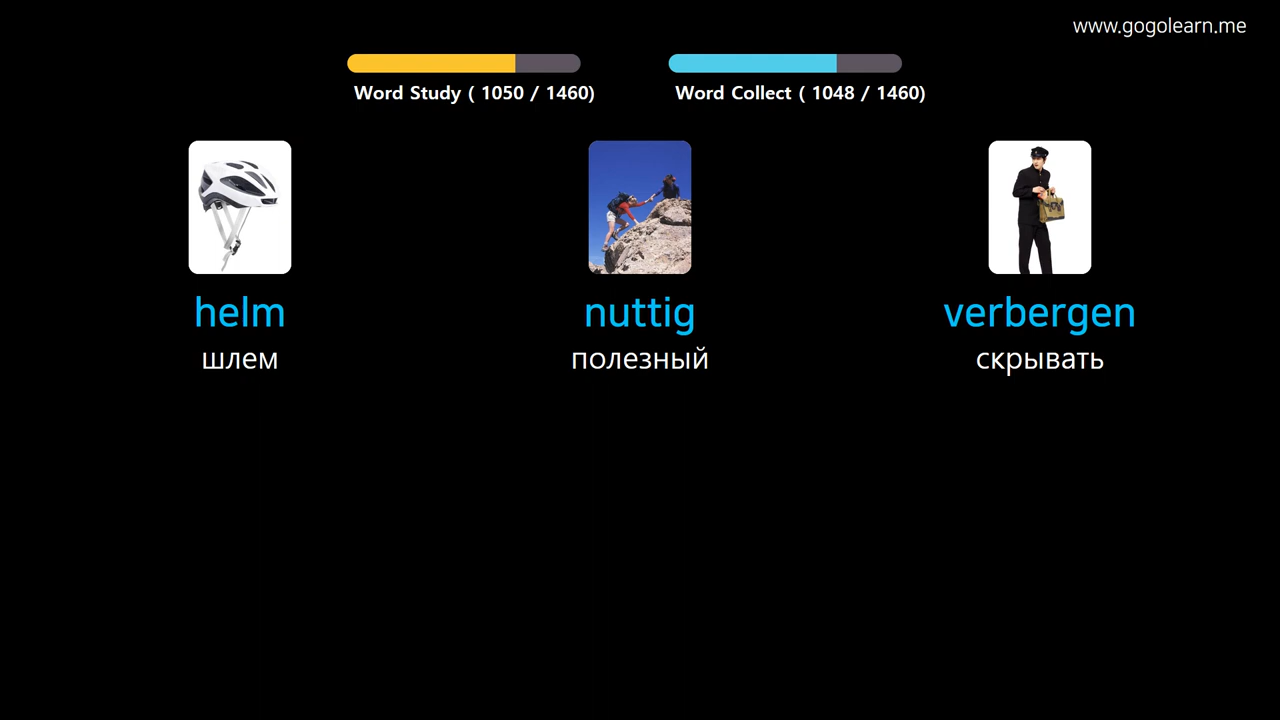 www.gogolearn.me
Word Study ( 1050 / 1460)
Word Collect ( 1048 / 1460)
helm
шлем
nuttig
полезный
verbergen
скрывать